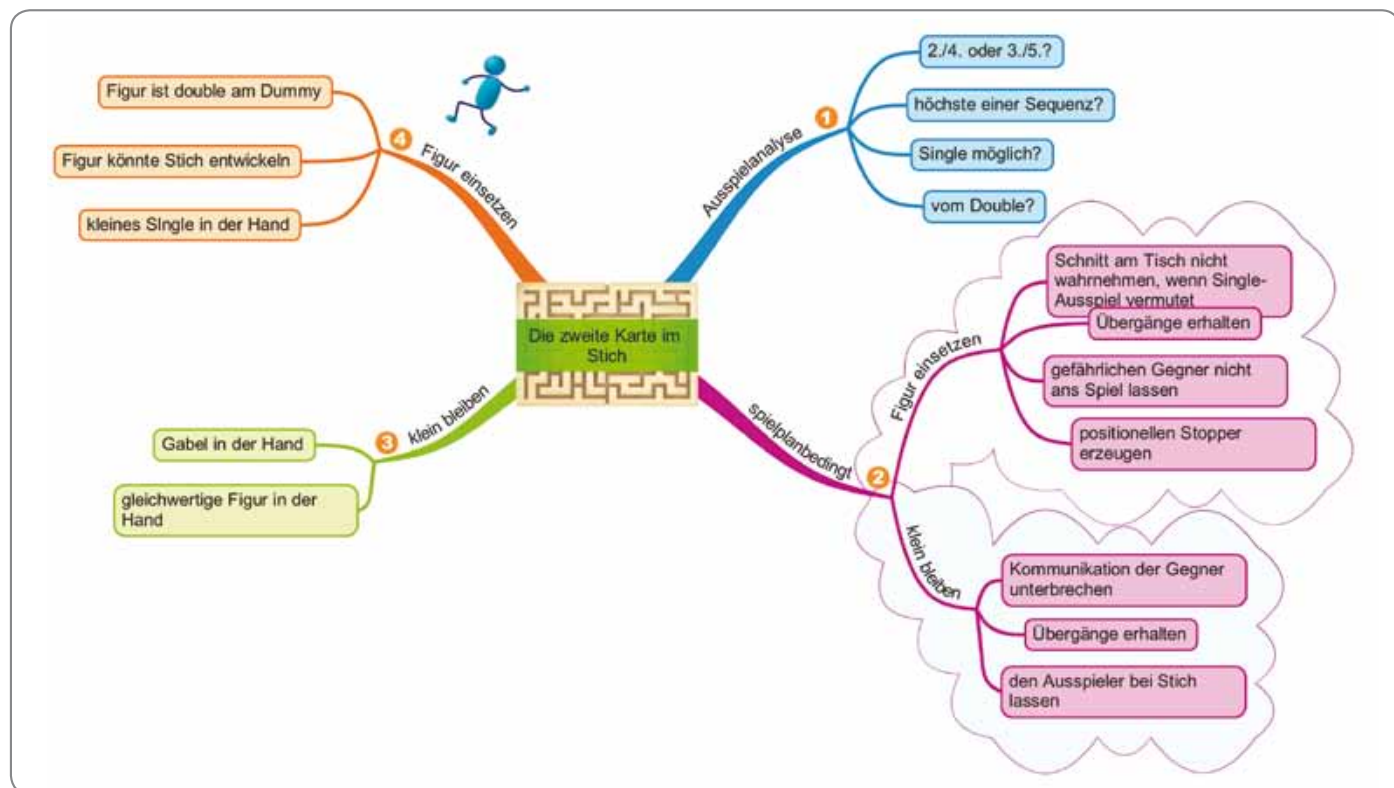 Die zweite Karte im
Stich
1
Ausspielanalyse
2./4. oder 3./5.?
höchste einer Sequenz?
Single möglich?
vom Double?
2
spielplanbedingt
Figur einsetzen
Schnitt am Tisch nicht
wahrnehmen, wenn Single-
Ausspiel vermutet
Übergänge erhalten
gefährlichen Gegner nicht
ans Spiel lassen
positionellen Stopper
erzeugen
klein bleiben
Kommunikation der Gegner
unterbrechen
Übergänge erhalten
den Ausspieler bei Stich
lassen
3
klein bleiben
Gabel in der Hand
gleichwertige Figur in der
Hand
4
Figur einsetzen
Figur ist double am Dummy
Figur könnte Stich entwickeln
kleines SIngle in der Hand